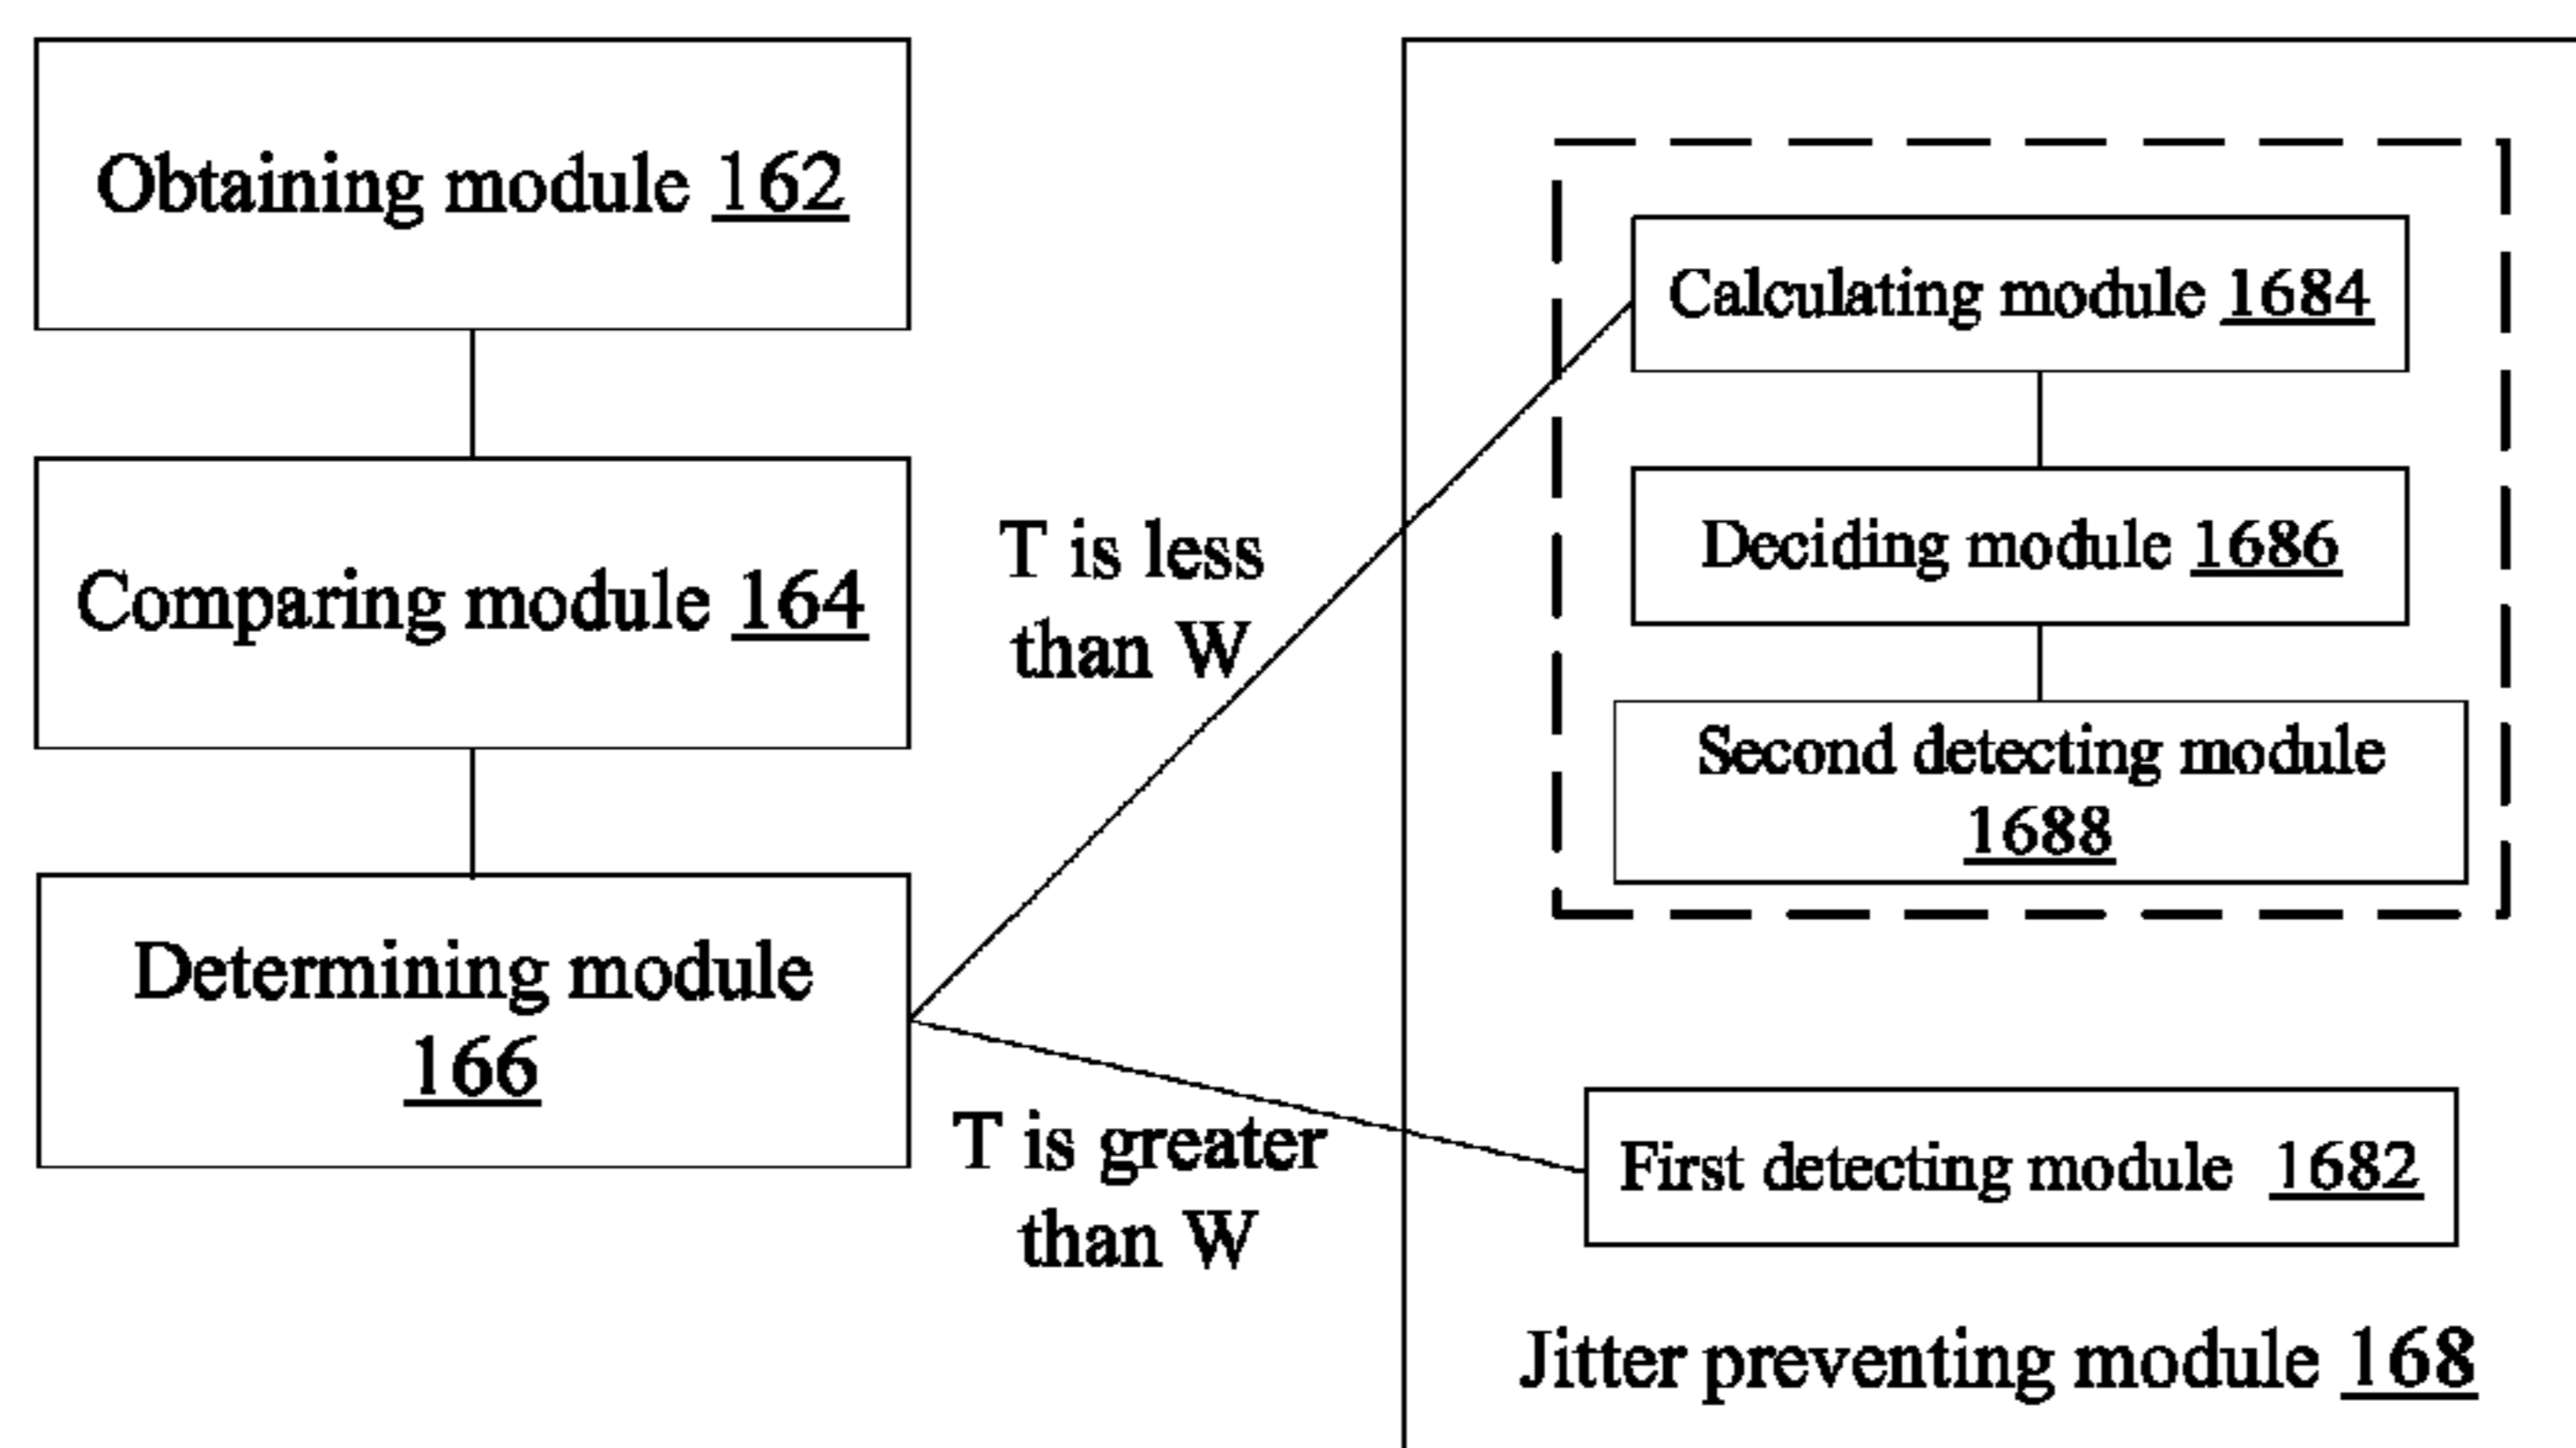 Obtaining module 162
Comparing module 164
Determining module
166
T is less
than W
T is greater
than W
Calculating module 1684
Deciding module 1686
Second detecting module
1688
First detecting module 1682
Jitter preventing module 168